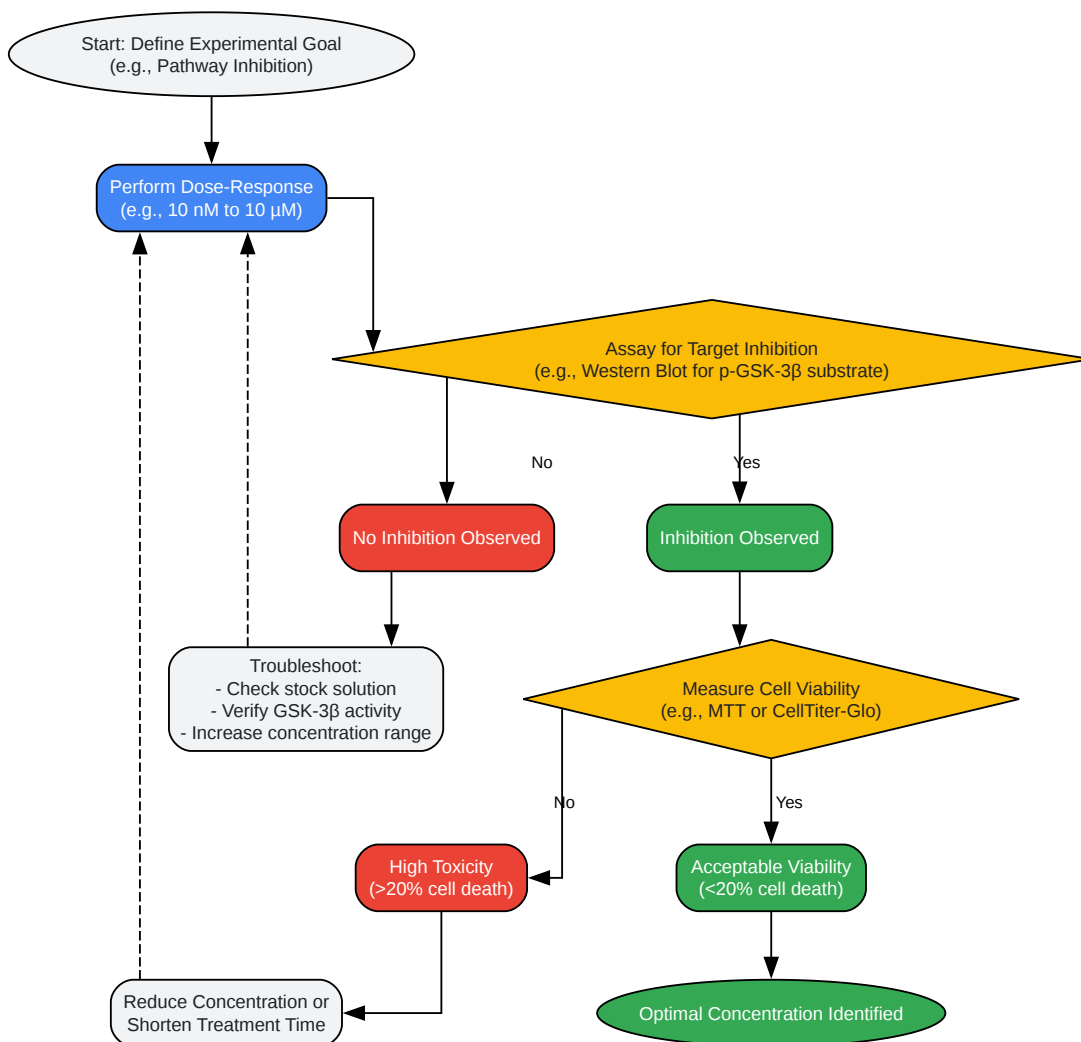 Start: Define Experimental Goal
(e.g., Pathway Inhibition)
Perform Dose-Response
(e.g., 10 nM to 10 µM)
Assay for Target Inhibition
(e.g., Western Blot for p-GSK-3β substrate)
No
Yes
No Inhibition Observed
Inhibition Observed
Troubleshoot:
- Check stock solution
- Verify GSK-3β activity
- Increase concentration range
Measure Cell Viability
(e.g., MTT or CellTiter-Glo)
No
Yes
High Toxicity
(>20% cell death)
Acceptable Viability
(<20% cell death)
Reduce Concentration or
Shorten Treatment Time
Optimal Concentration Identified